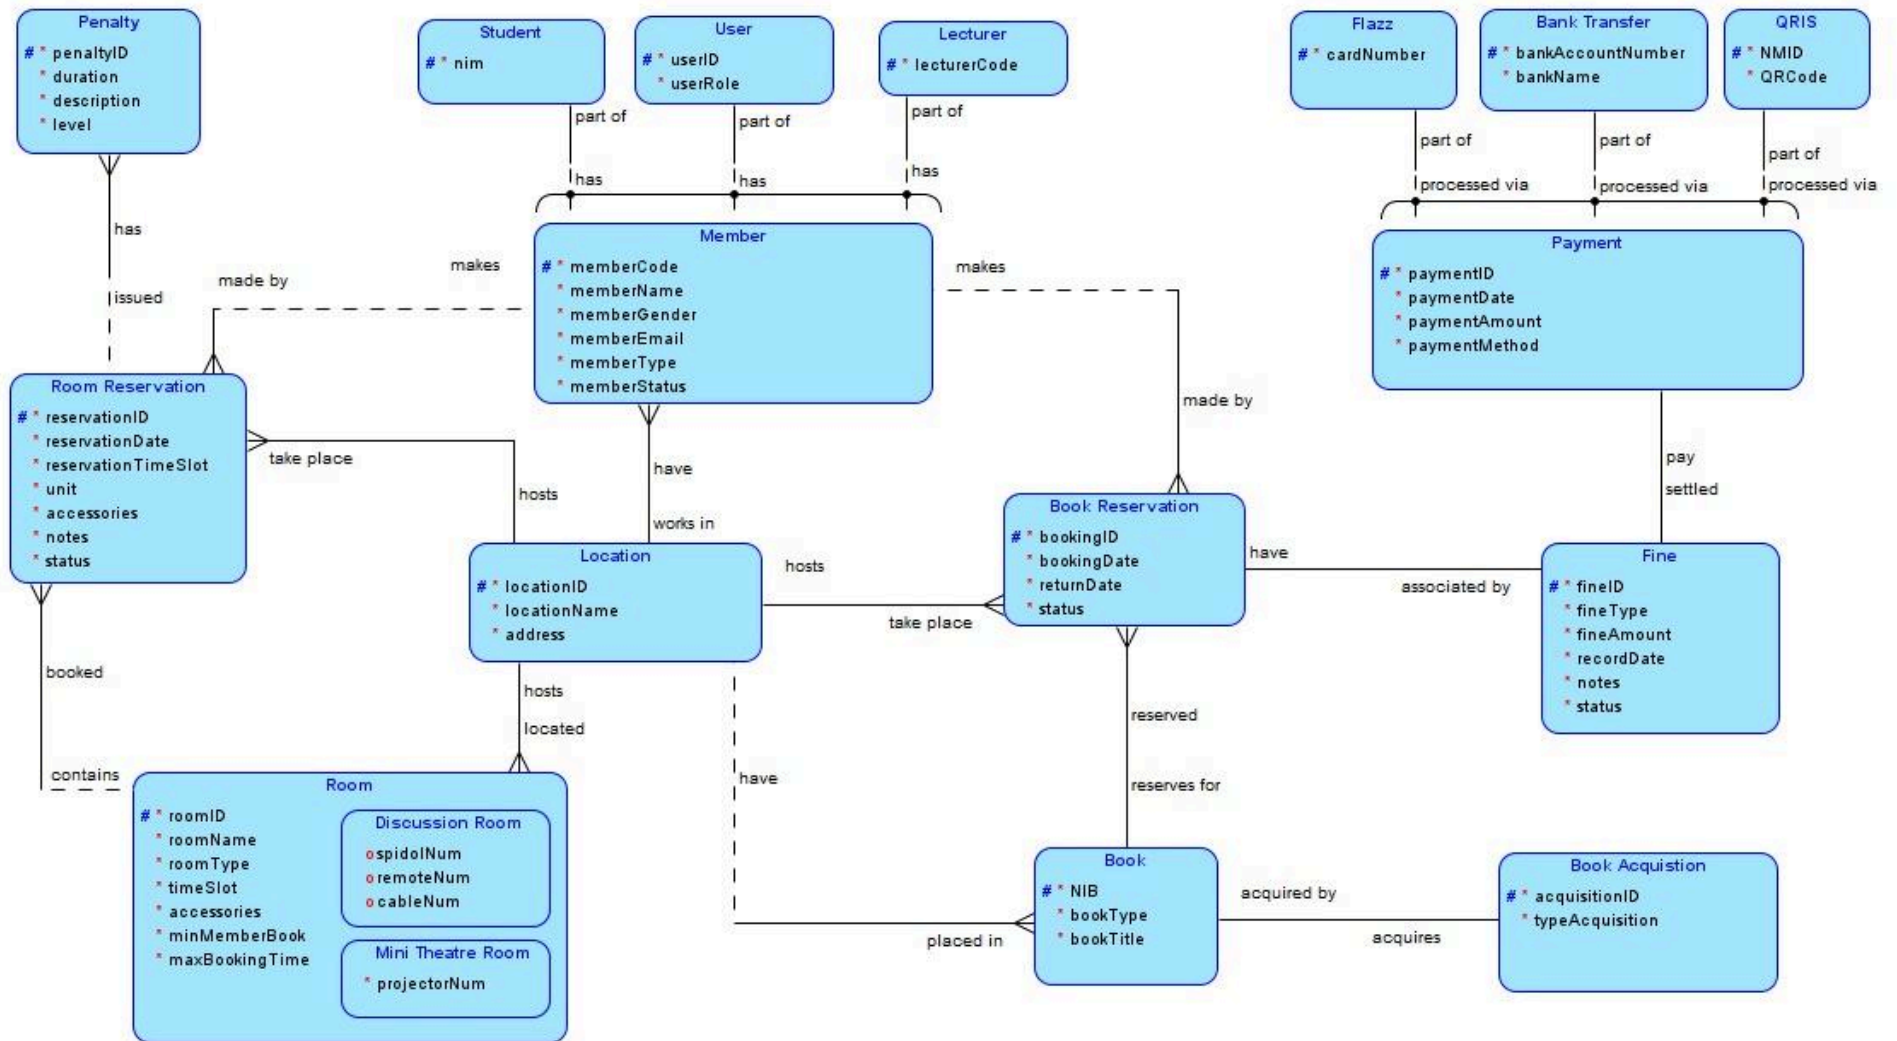 Penalty
# * penaltyID
* duration
* description
* level
Student
# * nim
User
# * userID
* userRole
Lecturer
# * lecturerCode
Flazz
# * cardNumber
Bank Transfer
# * bankAccountNumber
* bankName
QRIS
# * NMID
* QRCode
part of
has
part of
has
part of
has
part of
processed via
part of
processed via
part of
processed via
has
issued
made by
makes
makes
made by
Member
# * memberCode
* memberName
* memberGender
* memberEmail
* memberType
* memberStatus
Payment
# * paymentID
* paymentDate
* paymentAmount
* paymentMethod
Room Reservation
# * reservationID
* reservationDate
* reservationTimeSlot
* unit
* accessories
* notes
* status
take place
hosts
have
works in
pay
settled
Location
# * locationID
* locationName
* address
hosts
take place
Book Reservation
# * bookingID
* bookingDate
* returnDate
* status
have
associated by
Fine
# * fineID
* fineType
* fineAmount
* recordDate
* notes
* status
booked
contains
hosts
located
have
placed in
reserved
reserves for
Room
# * roomID
* roomName
* roomType
* timeSlot
* accessories
* minMemberBook
* maxBookingTime
Discussion Room
o spidolNum
o remoteNum
o cableNum
Mini Theatre Room
* projectorNum
Book
# * NIB
* bookType
* bookTitle
acquired by
acquires
Book Acquistion
# * acquisitionID
* typeAcquisition